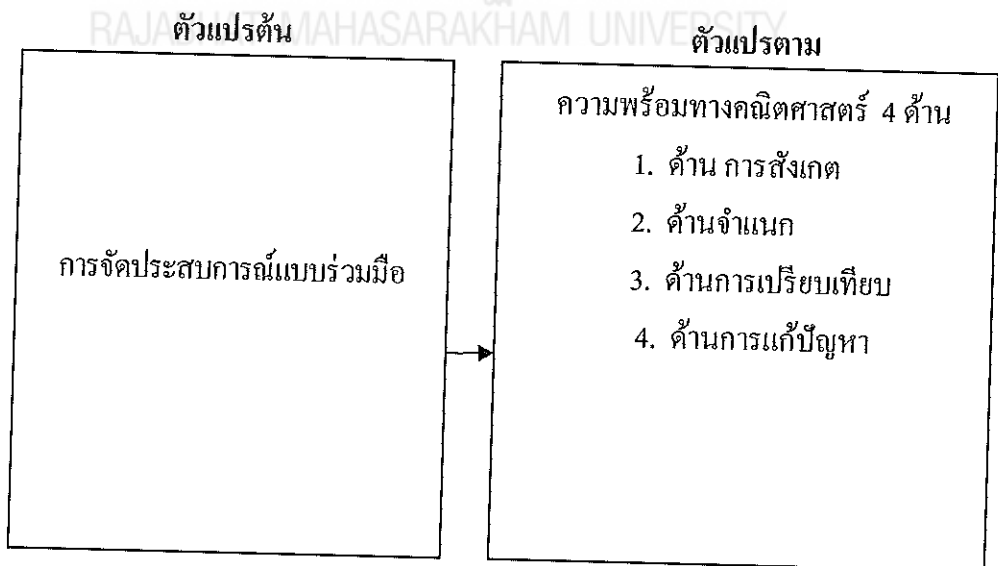 RAJABHAT MAHASARAKHAM UNIVERSITY
ตัวแปรต้น
ตัวแปรตาม
การจัดประสบการณ์แบบร่วมมือ
ความพร้อมทางคณิตศาสตร์ 4 ด้าน
1. ด้าน การสังเกต
2. ด้านจำแนก
3. ด้านการเปรียบเทียบ
4. ด้านการแก้ปัญหา